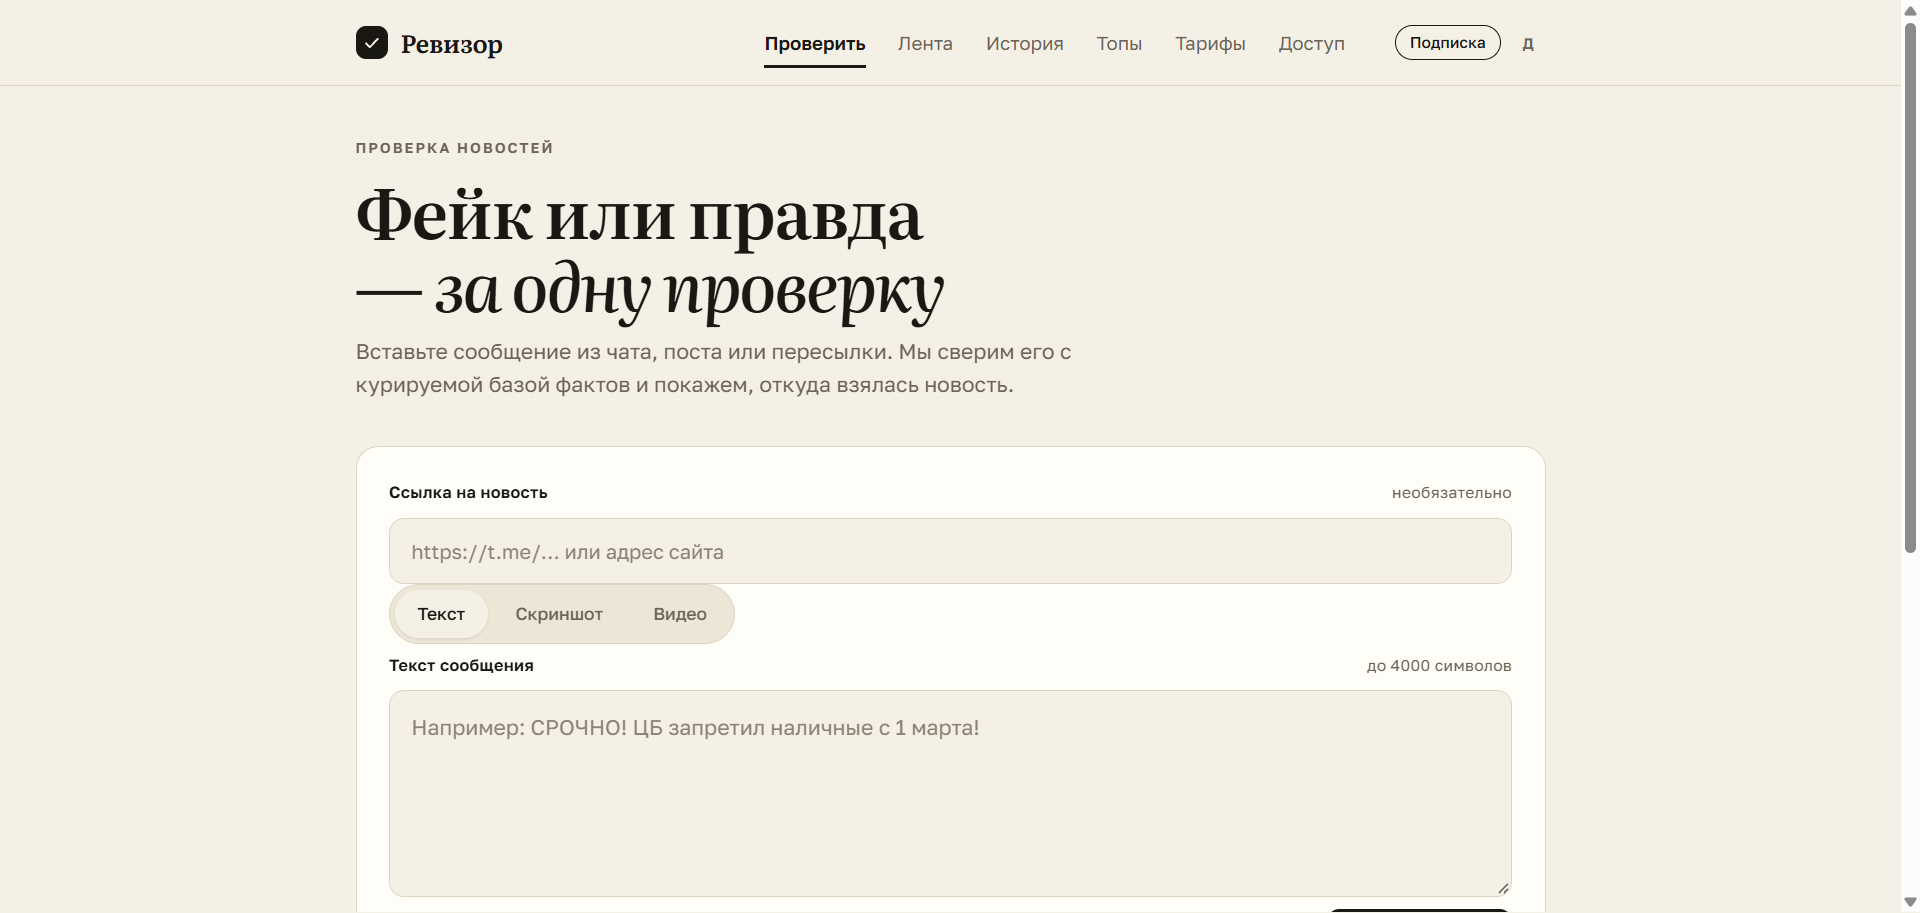 Ревизор
Проверить Лента История Топы Тарифы Доступ Подписка Д
ПРОВЕРКА НОВОСТЕЙ
Фейк или правда
— за одну проверку
Вставьте сообщение из чата, поста или пересылки. Мы сверим его с
курируемой базой фактов и покажем, откуда взялась новость.
Ссылка на новость необязательно
https://t.me/... или адрес сайта
Текст Скриншот Видео
Текст сообщения до 4000 символов
Например: СРОЧНО! ЦБ запретил наличные с 1 марта!